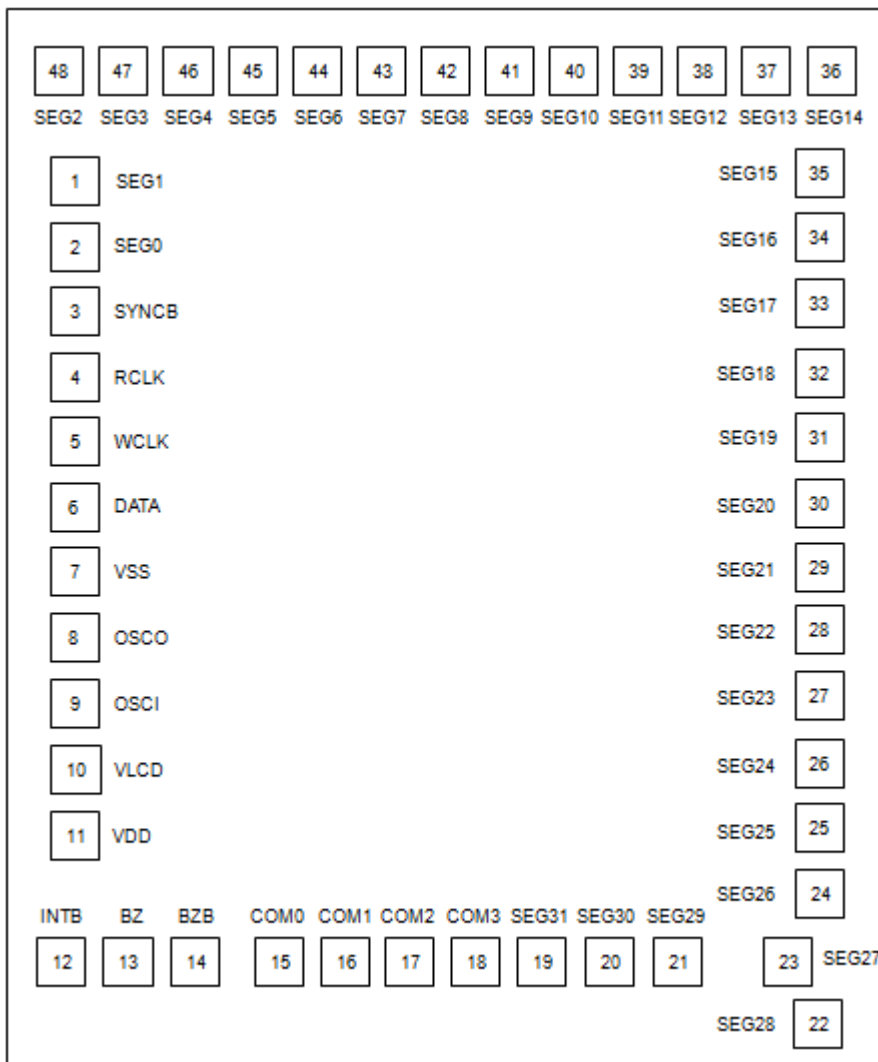 48 47 46 45 44 43 42 41 40 39 38 37 36
SEG2 SEG3 SEG4 SEG5 SEG6 SEG7 SEG8 SEG9 SEG10 SEG11 SEG12 SEG13 SEG14
1 SEG1 SEG15 35
2 SEG0 SEG16 34
3 SYNCB SEG17 33
4 RCLK SEG18 32
5 WCLK SEG19 31
6 DATA SEG20 30
7 VSS SEG21 29
8 OSCO SEG22 28
9 OSCI SEG23 27
10 VLCD SEG24 26
11 VDD SEG25 25
SEG26 24
INTB BZ BZB COM0 COM1 COM2 COM3 SEG31 SEG30 SEG29
12 13 14 15 16 17 18 19 20 21 23 SEG27
SEG28 22